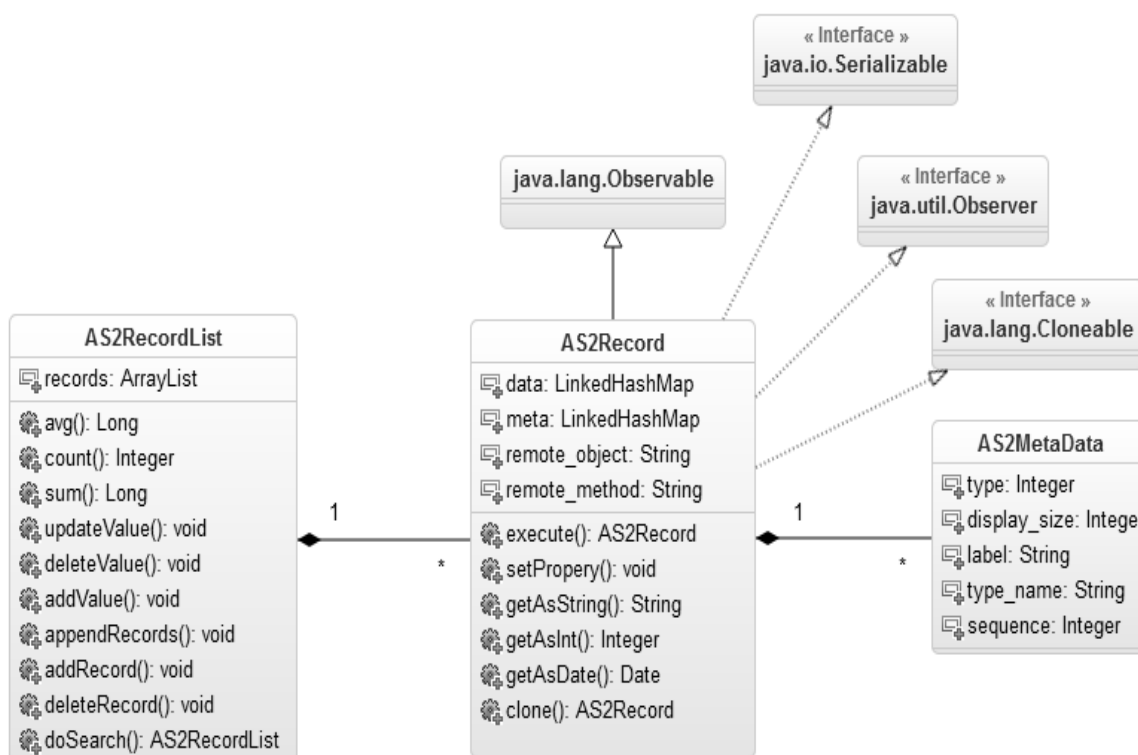 « Interface »
java.io.Serializable
java.lang.Observable
« Interface »
java.util.Observer
« Interface »
java.lang.Cloneable
AS2RecordList
records: ArrayList
avg(): Long
count(): Integer
sum(): Long
updateValue(): void
deleteValue(): void
addValue(): void
appendRecords(): void
addRecord(): void
deleteRecord(): void
doSearch(): AS2RecordList
1
*
AS2Record
data: LinkedHashMap
meta: LinkedHashMap
remote_object: String
remote_method: String
execute(): AS2Record
setPropery(): void
getAsString(): String
getAsInt(): Integer
getAsDate(): Date
clone(): AS2Record
1
*
AS2MetaData
type: Integer
display_size: Intege
label: String
type_name: String
sequence: Integer